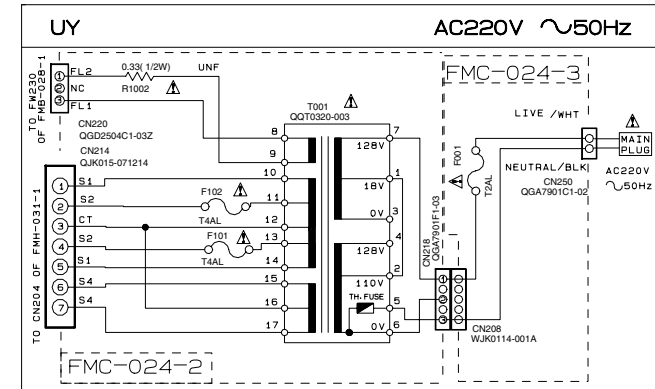 UY
AC220V ∿50Hz
FMC-024-3
TO FW230
OF FMB-028-1
1 FL2
2 NC
3 FL1
0.33( 1/2W)
R1002
UNF
CN220
QGD2504C1-03Z
CN214
QJK015-071214
T001
QQT0320-003
LIVE /WHT
F001
T2AL
MAIN
PLUG
NEUTRAL/BLK
CN250
QGA7901C1-02
AC220V
∿50Hz
TO CN204 OF FMH-031-1
1 S1
2 S2
3 CT
4 S2
5 S1
6 S4
7 S4
F102
T4AL
F101
T4AL
8
9
10
11
12
13
14
15
16
17
7
128V
1
18V
0V
3
4
128V
2
110V
TH.FUSE
5
0V
6
CN218
QGA7901F1-03
CN208
WJK0114-001A
FMC-024-2